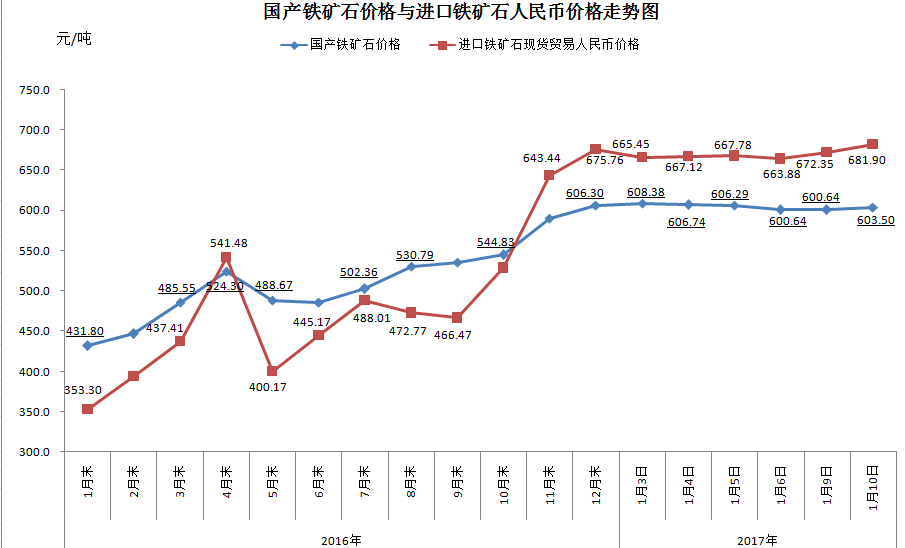 国产铁矿石价格与进口铁矿石人民币价格走势图
元/吨
国产铁矿石价格 进口铁矿石现货贸易人民币价格
750.0
700.0
650.0
600.0
550.0
500.0
450.0
400.0
350.0
300.0
431.80
485.55
524.30
488.67
502.36
530.79
544.83
606.30
608.38
606.74
606.29
600.64
600.64
603.50
353.30
437.41
541.48
400.17
445.17
488.01
472.77
466.47
643.44
675.76
665.45
667.12
667.78
663.88
672.35
681.90
1月末
2月末
3月末
4月末
5月末
6月末
7月末
8月末
9月末
10月末
11月末
12月末
1月3日
1月4日
1月5日
1月6日
1月9日
1月10日
2016年 2017年